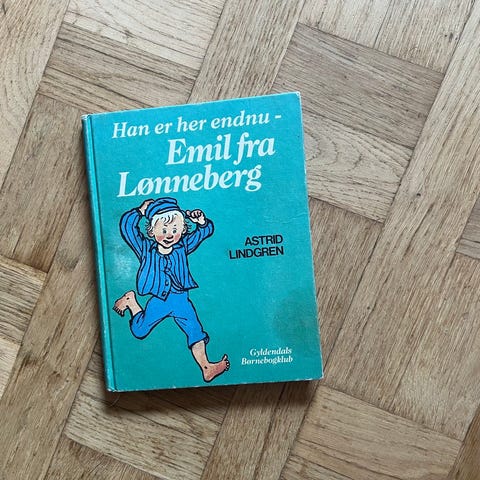 Han er her endnu -
Emil fra
Lønneberg
ASTRID
LINDGREN
Gyldendals
Børnebogklub